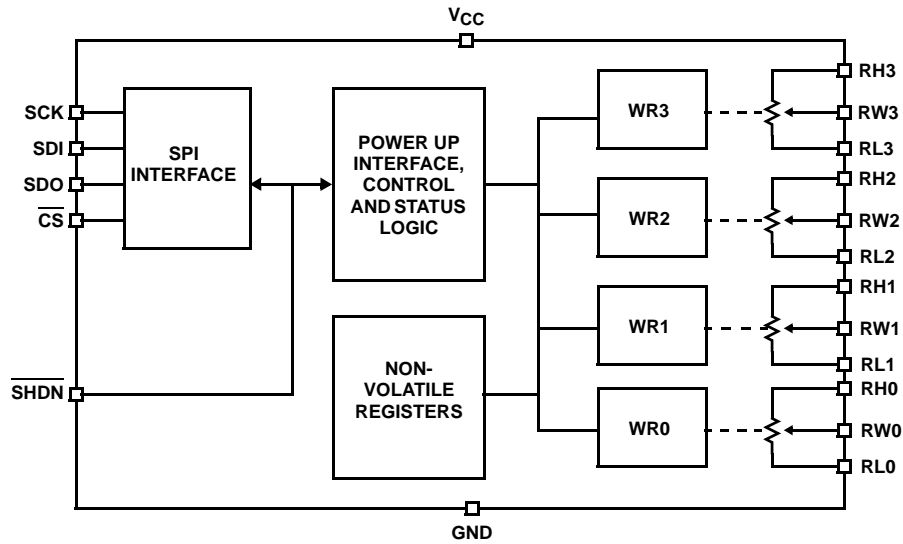 VCC
SCK
SDI
SDO
CS
SHDN
SPI
INTERFACE
POWER UP
INTERFACE,
CONTROL
AND STATUS
LOGIC
NON-
VOLATILE
REGISTERS
WR3
WR2
WR1
WR0
RH3
RW3
RL3
RH2
RW2
RL2
RH1
RW1
RL1
RH0
RW0
RL0
GND